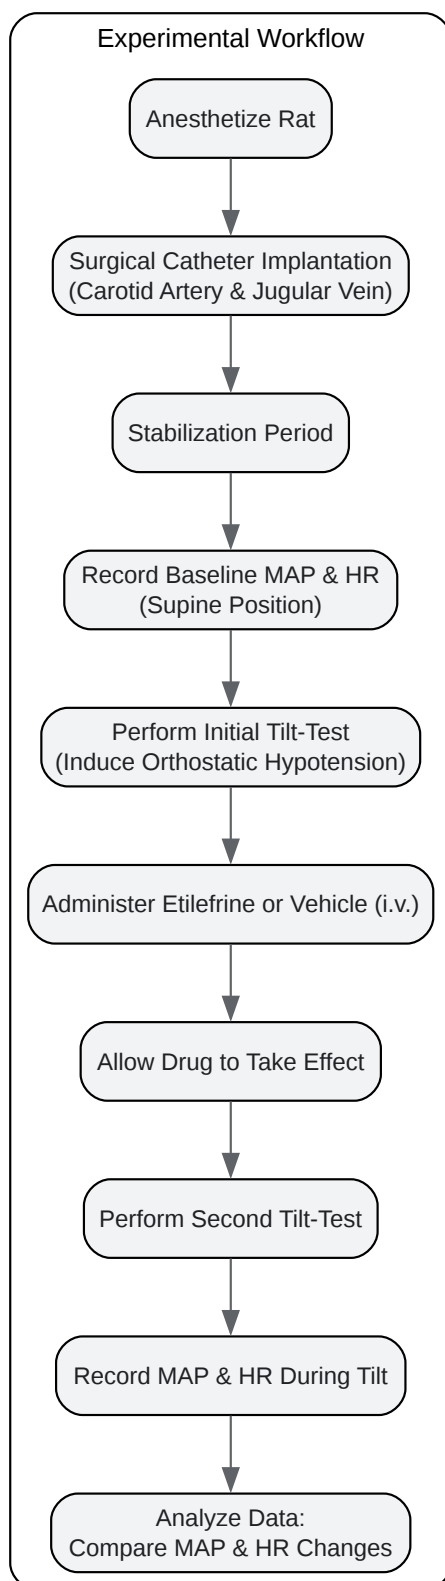 Experimental Workflow
Anesthetize Rat
Surgical Catheter Implantation
(Carotid Artery & Jugular Vein)
Stabilization Period
Record Baseline MAP & HR
(Supine Position)
Perform Initial Tilt-Test
(Induce Orthostatic Hypotension)
Administer Etilefrine or Vehicle (i.v.)
Allow Drug to Take Effect
Perform Second Tilt-Test
Record MAP & HR During Tilt
Analyze Data:
Compare MAP & HR Changes